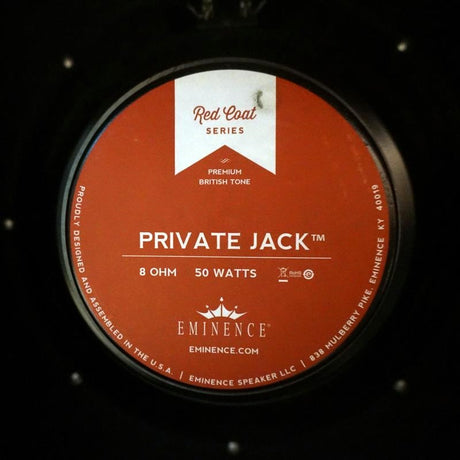 Red Coat
SERIES
PREMIUM
BRITISH TONE
PRIVATE JACK™
8 OHM 50 WATTS
RoHS
EMINENCE®
EMINENCE.COM
PROUDLY DESIGNED AND ASSEMBLED IN THE U.S.A. | EMINENCE SPEAKER LLC | 838 MULBERRY PIKE, EMINENCE KY 40019